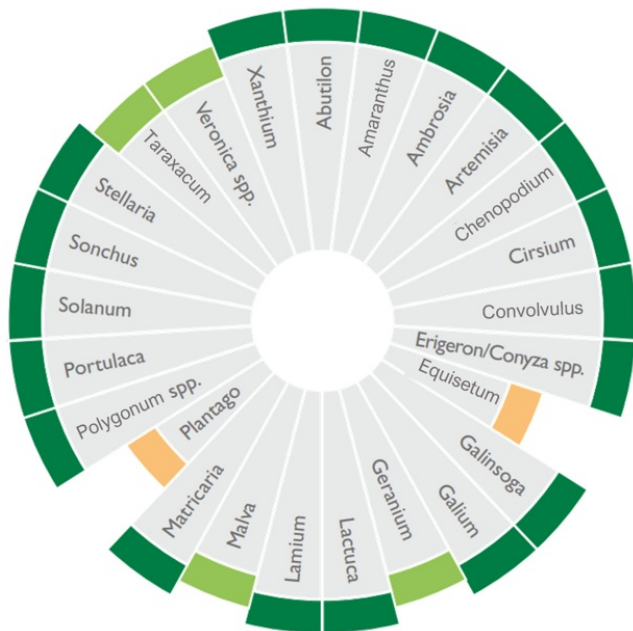 Abutilon
Amaranthus
Ambrosia
Artemisia
Chenopodium
Cirsium
Convolvulus
Erigeron/Conyza spp.
Equisetum
Galinsoga
Galium
Geranium
Lactuca
Lamium
Malva
Matricaria
Plantago
Polygonum spp.
Portulaca
Solanum
Sonchus
Stellaria
Taraxacum
Veronica spp.
Xanthium